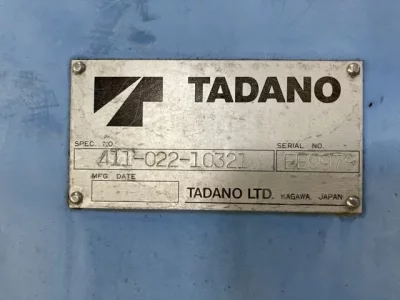 TADANO
SPEC. NO. SERIAL NO.
411-022-10321
MFG. DATE
TADANO LTD. KAGAWA, JAPAN